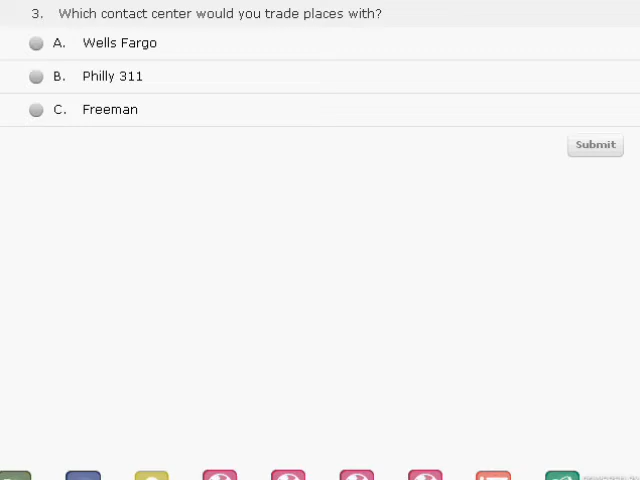 3. Which contact center would you trade places with?
A. Wells Fargo
B. Philly 311
C. Freeman
Submit